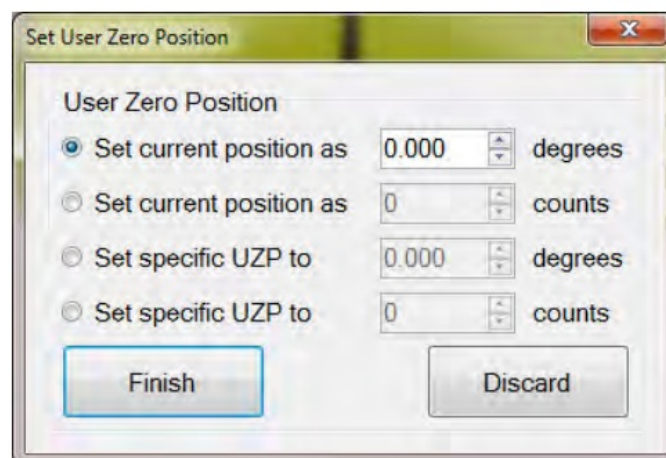 Set User Zero Position
User Zero Position
Set current position as 0.000 degrees
Set current position as 0 counts
Set specific UZP to 0.000 degrees
Set specific UZP to 0 counts
Finish Discard